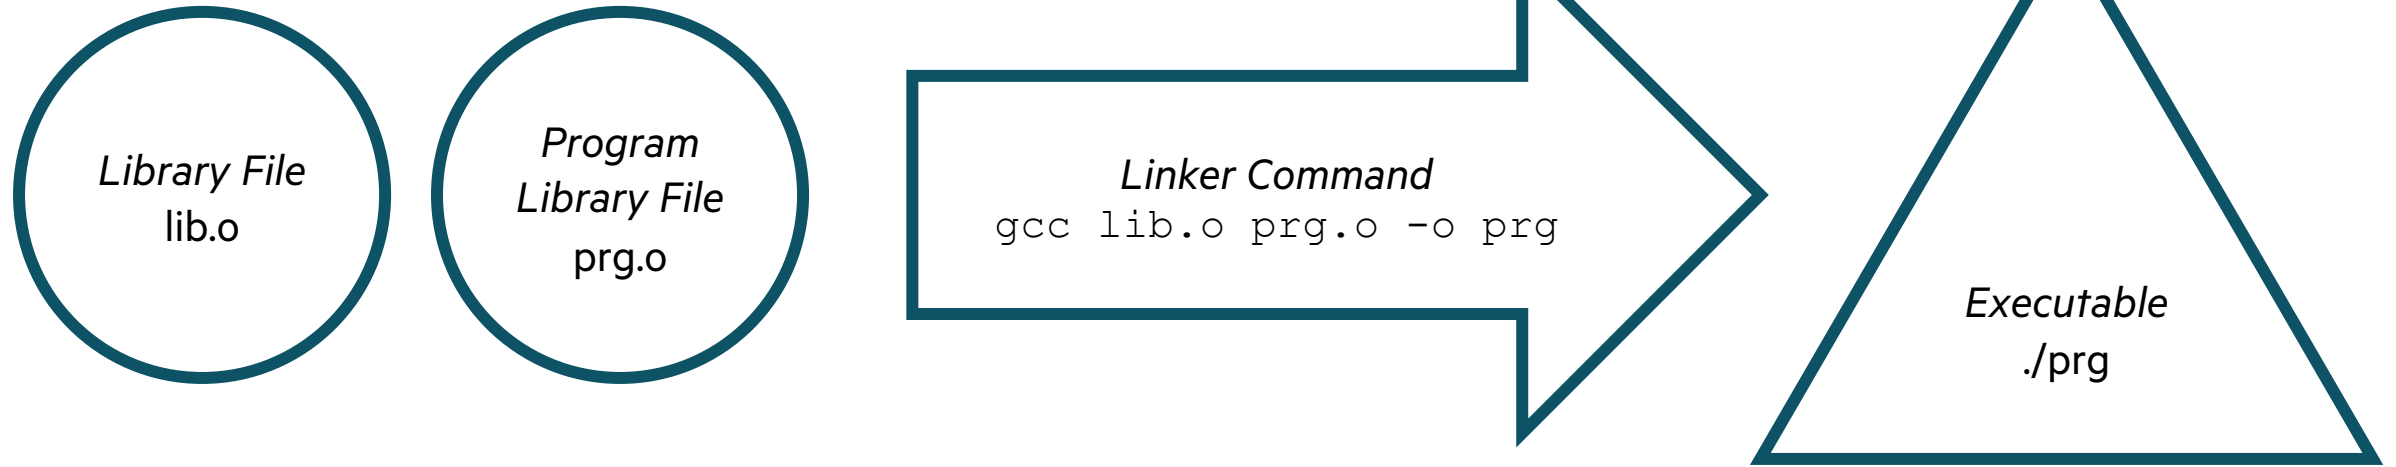 Library File
lib.o
Program
Library File
prg.o
Linker Command
gcc lib.o prg.o -o prg
Executable
./prg